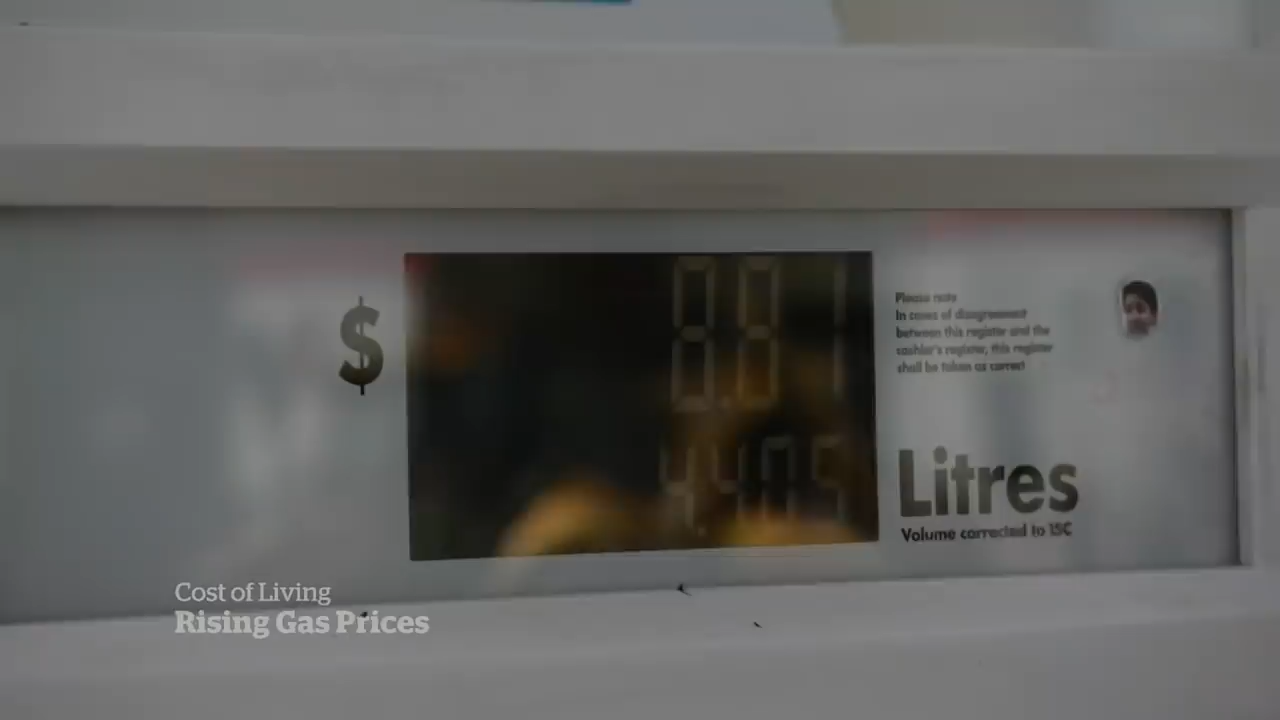 $
Please note
In cases of disagreement
between this register and the
cashier's register, this register
shall be taken as correct
Litres
Volume corrected to 15C
Cost of Living
Rising Gas Prices